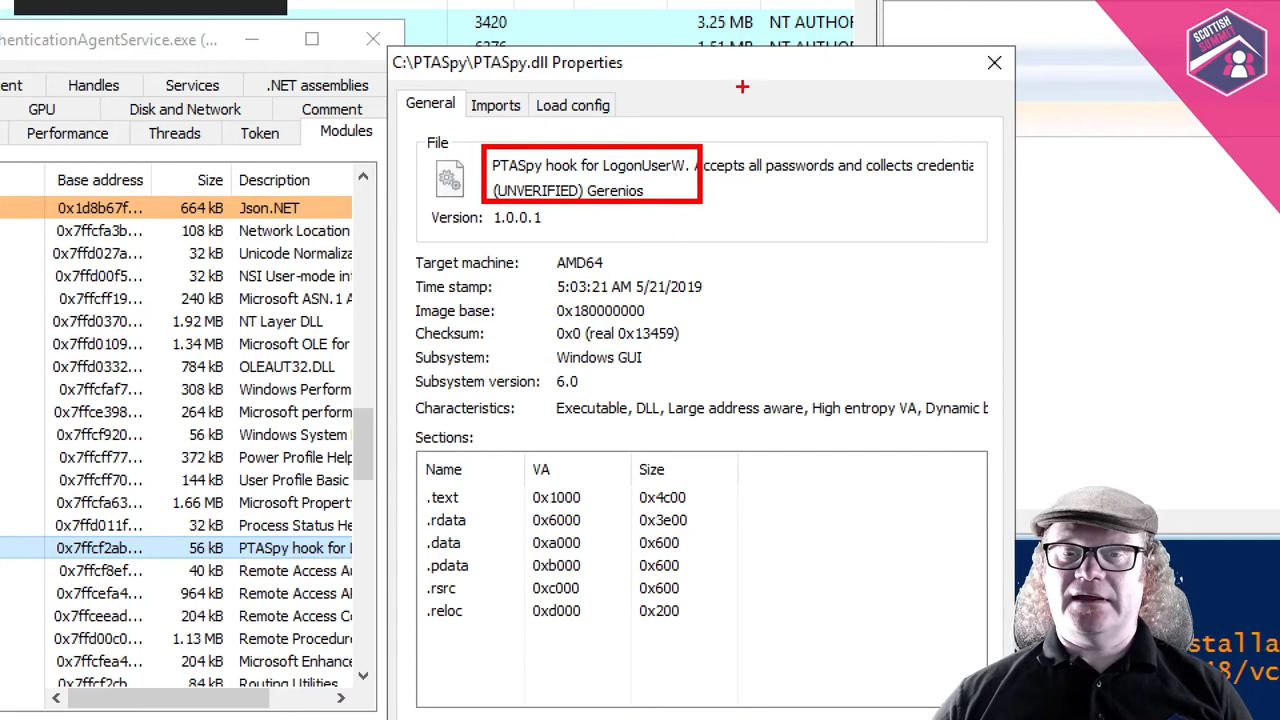 3420 3.25 MB NT AUTHOR
henticationAgentService.exe (...
Handles Services .NET assemblies
GPU Disk and Network Comment
Performance Threads Token Modules
Base address Size Description
0x1d8b67f... 664 kB Json.NET
0x7ffcfa3b... 108 kB Network Location
0x7ffd027a... 32 kB Unicode Normaliza
0x7ffd00f5... 32 kB NSI User-mode in
0x7ffcff19... 240 kB Microsoft ASN.1 A
0x7ffd0370... 1.92 MB NT Layer DLL
0x7ffd0109... 1.34 MB Microsoft OLE for
0x7ffd0332... 784 kB OLEAUT32.DLL
0x7ffcfaf7... 308 kB Windows Perform
0x7ffce398... 264 kB Microsoft perform
0x7ffcf920... 56 kB Windows System
0x7ffcff77... 372 kB Power Profile Help
0x7ffcff70... 144 kB User Profile Basic
0x7ffcfa63... 1.66 MB Microsoft Propert
0x7ffd011f... 32 kB Process Status He
0x7ffcf2ab... 56 kB PTASpy hook for L
0x7ffcf8ef... 40 kB Remote Access A
0x7ffcefa4... 964 kB Remote Access A
0x7ffceead... 204 kB Remote Access C
0x7ffd00c0... 1.13 MB Remote Procedure
0x7ffcfea4... 204 kB Microsoft Enhance
84 kB Routing Utilities
C:\PTASpy\PTASpy.dll Properties
General Imports Load config
File
PTASpy hook for LogonUserW. Accepts all passwords and collects credentia
(UNVERIFIED) Gerenios
Version: 1.0.0.1
Target machine: AMD64
Time stamp: 5:03:21 AM 5/21/2019
Image base: 0x180000000
Checksum: 0x0 (real 0x13459)
Subsystem: Windows GUI
Subsystem version: 6.0
Characteristics: Executable, DLL, Large address aware, High entropy VA, Dynamic b
Sections:
Name VA Size
.text 0x1000 0x4c00
.rdata 0x6000 0x3e00
.data 0xa000 0x600
.pdata 0xb000 0x600
.rsrc 0xc000 0x600
.reloc 0xd000 0x200
SCOTTISH
SUMMIT
stalla
8/vc